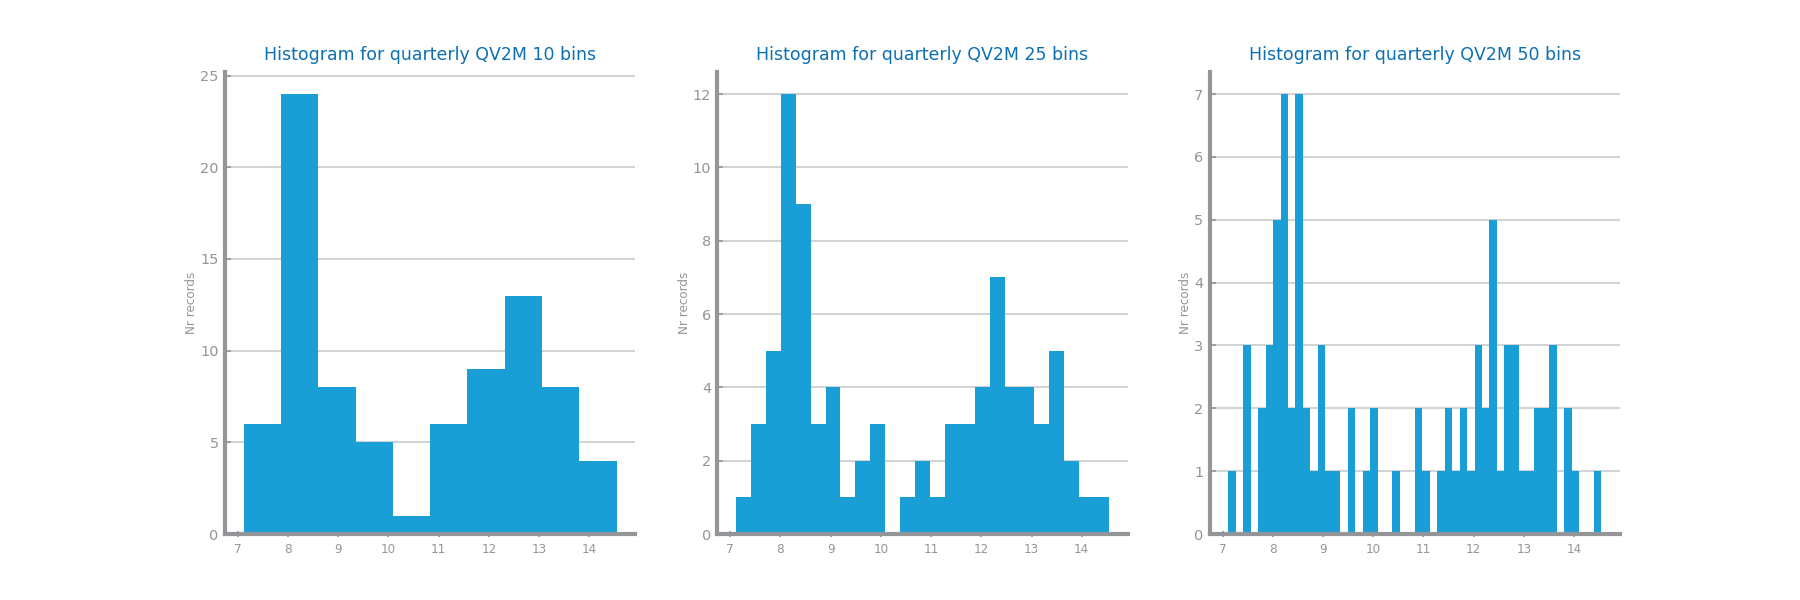 Histogram for quarterly QV2M 10 bins
Nr records
25
20
15
10
5
0
7 8 9 10 11 12 13 14
Histogram for quarterly QV2M 25 bins
Nr records
12
10
8
6
4
2
0
7 8 9 10 11 12 13 14
Histogram for quarterly QV2M 50 bins
Nr records
7
6
5
4
3
2
1
0
7 8 9 10 11 12 13 14